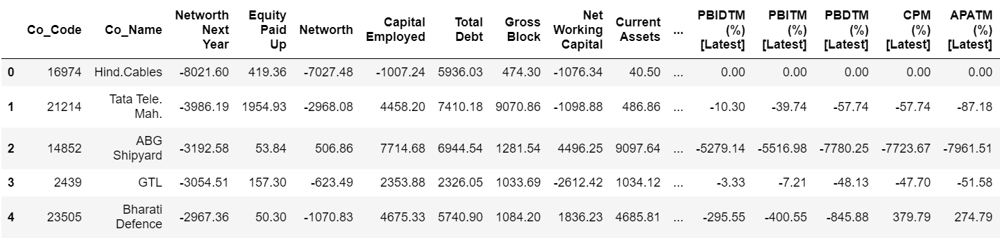 Co_Code Co_Name Networth Next Year Equity Paid Up Networth Capital Employed Total Debt Gross Block Net Working Capital Current Assets ... PBIDTM (%) [Latest] PBITM (%) [Latest] PBDTM (%) [Latest] CPM (%) [Latest] APATM (%) [Latest]
0 16974 Hind.Cables -8021.60 419.36 -7027.48 -1007.24 5936.03 474.30 -1076.34 40.50 ... 0.00 0.00 0.00 0.00 0.00
1 21214 Tata Tele. Mah. -3986.19 1954.93 -2968.08 4458.20 7410.18 9070.86 -1098.88 486.86 ... -10.30 -39.74 -57.74 -57.74 -87.18
2 14852 ABG Shipyard -3192.58 53.84 506.86 7714.68 6944.54 1281.54 4496.25 9097.64 ... -5279.14 -5516.98 -7780.25 -7723.67 -7961.51
3 2439 GTL -3054.51 157.30 -623.49 2353.88 2326.05 1033.69 -2612.42 1034.12 ... -3.33 -7.21 -48.13 -47.70 -51.58
4 23505 Bharati Defence -2967.36 50.30 -1070.83 4675.33 5740.90 1084.20 1836.23 4685.81 ... -295.55 -400.55 -845.88 379.79 274.79